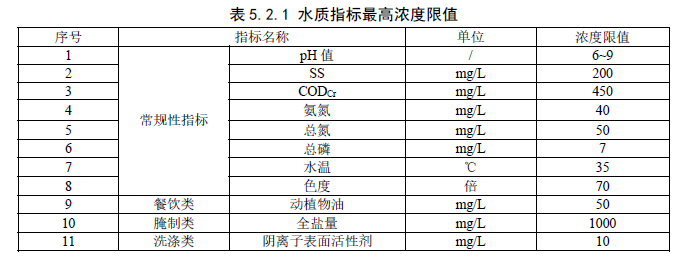 表5.2.1 水质指标最高浓度限值
序号 指标名称 单位 浓度限值
1 常规性指标 pH值 / 6~9
2 SS mg/L 200
3 CODCr mg/L 450
4 氨氮 mg/L 40
5 总氮 mg/L 50
6 总磷 mg/L 7
7 水温 ℃ 35
8 色度 倍 70
9 餐饮类 动植物油 mg/L 50
10 腌制类 全盐量 mg/L 1000
11 洗涤类 阴离子表面活性剂 mg/L 10